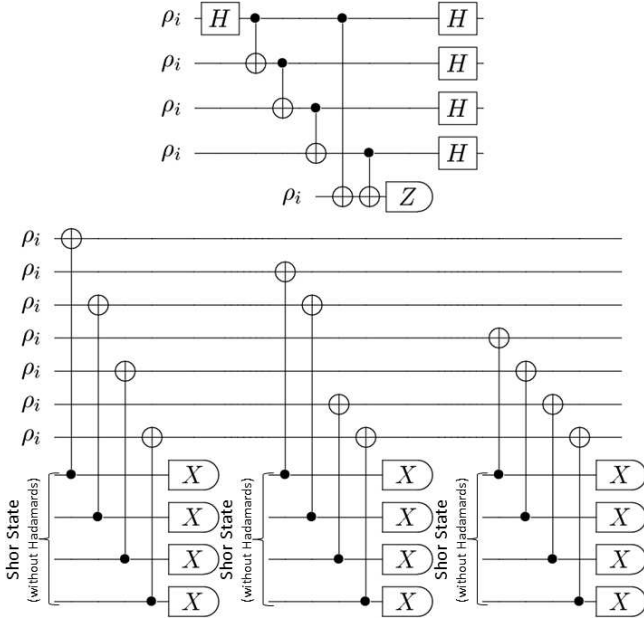 ρi H H
ρi H
ρi H
ρi H
ρi Z
ρi
ρi
ρi
ρi
ρi
ρi
ρi
Shor State
(without Hadamards)
X
X
X
X
Shor State
(without Hadamards)
X
X
X
X
Shor State
(without Hadamards)
X
X
X
X